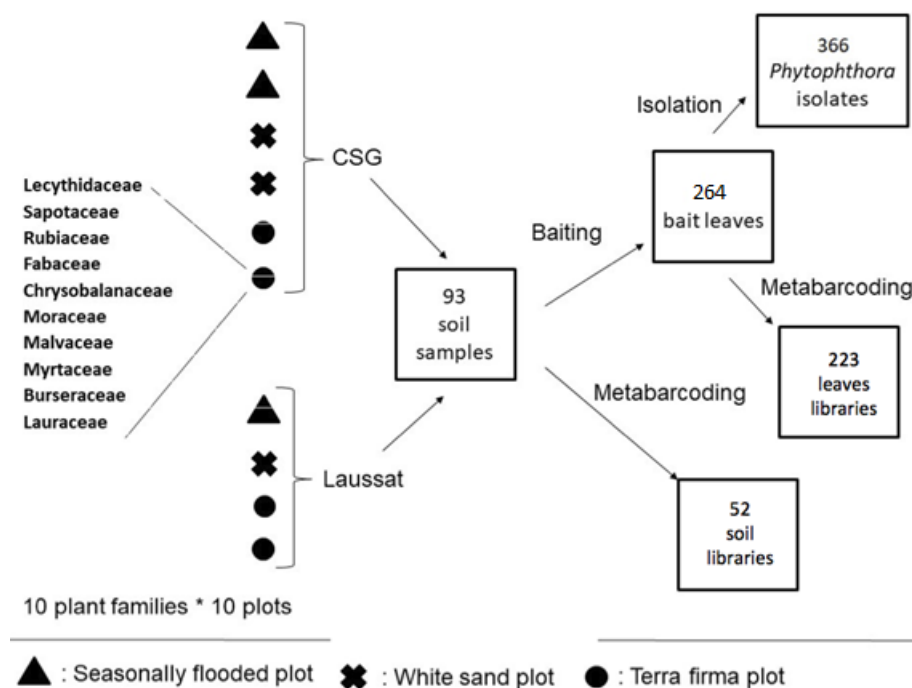 366
Phytophthora
isolates
Isolation
CSG
264
bait leaves
Lecythidaceae
Sapotaceae
Rubiaceae
Fabaceae
Chrysobalanaceae
Moraceae
Malvaceae
Myrtaceae
Burseraceae
Lauraceae
Baiting
93
soil
samples
Metabarcoding
223
leaves
libraries
Metabarcoding
Laussat
52
soil
libraries
10 plant families * 10 plots
: Seasonally flooded plot : White sand plot : Terra firma plot